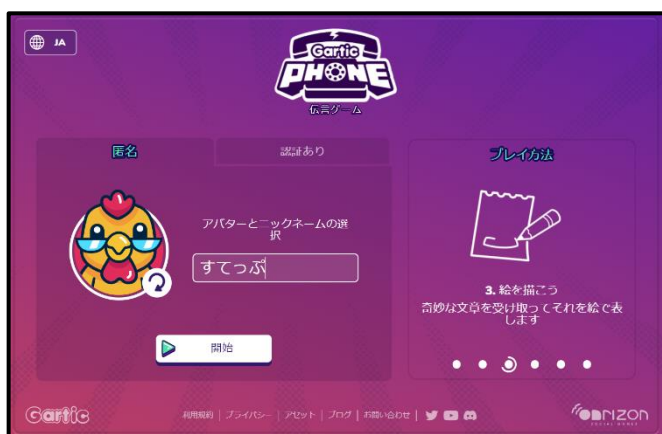 JA
Gartic
PHONE
伝言ゲーム
匿名
認証あり
アバターとニックネームの選
択
すてっぷ
開始
プレイ方法
3. 絵を描こう
奇妙な文章を受け取ってそれを絵で表
します
Gartic
利用規約 | プライバシー | アセット | ブログ | お問い合わせ |
ONRIZON
SOCIAL GAMES